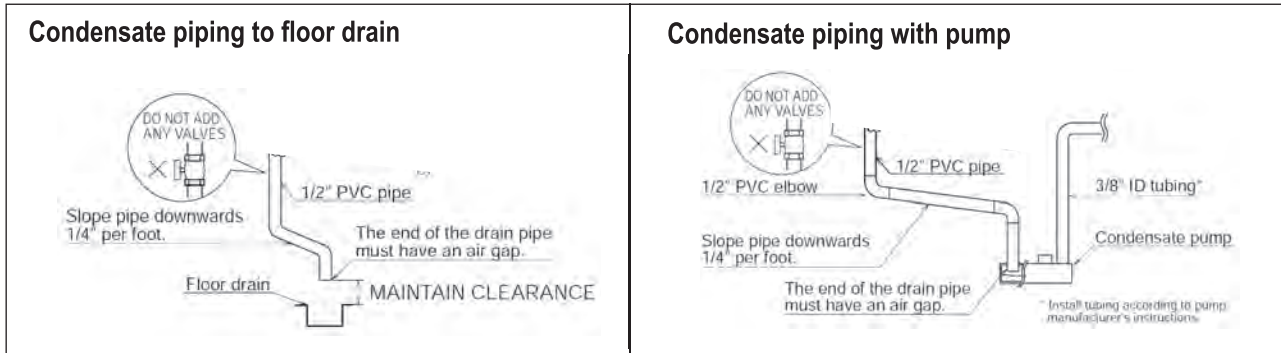 Condensate piping to floor drain
DO NOT ADD
ANY VALVES
1/2" PVC pipe
Slope pipe downwards
1/4" per foot.
The end of the drain pipe
must have an air gap.
Floor drain
MAINTAIN CLEARANCE
Condensate piping with pump
DO NOT ADD
ANY VALVES
1/2" PVC pipe
1/2" PVC elbow
3/8" ID tubing*
Slope pipe downwards
1/4" per foot.
Condensate pump
The end of the drain pipe
must have an air gap.
* Install tubing according to pump
manufacturer's instructions.